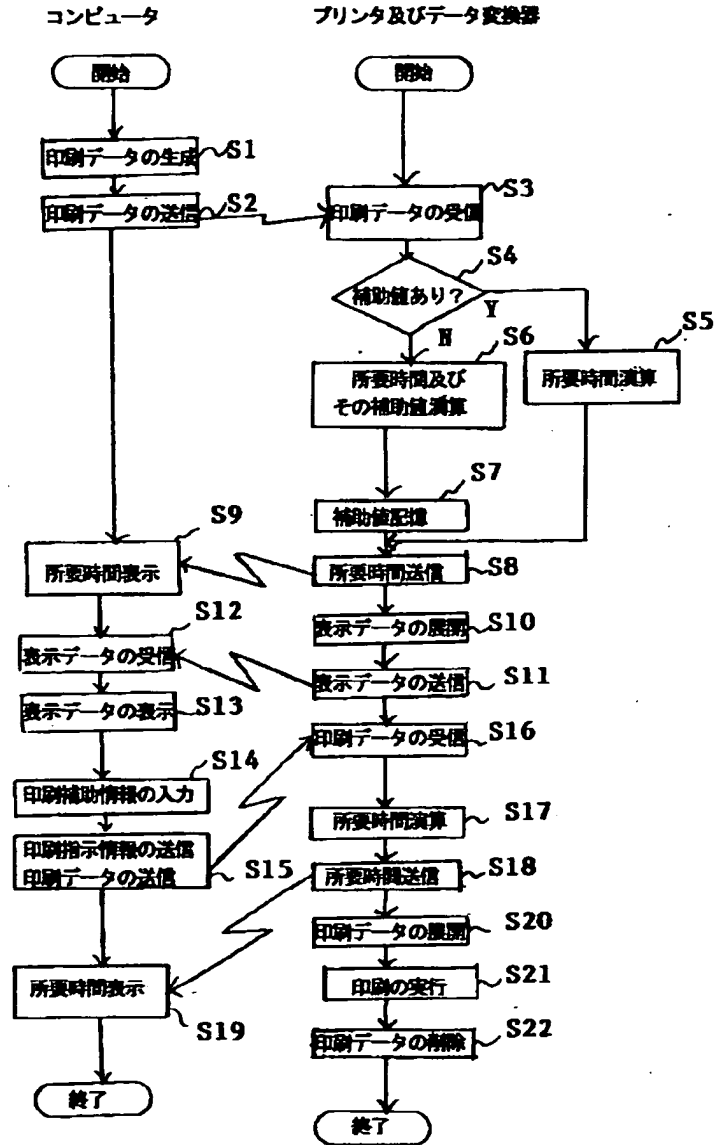 コンピュータ
プリンタ及びデータ変換器
開始
開始
印刷データの生成
S1
印刷データの送信
S2
S3
印刷データの受信
S4
補助値あり?
Y
N
S5
所要時間演算
S6
所要時間及び
その補助値演算
S7
補助値記憶
S9
所要時間表示
所要時間送信
S8
S12
表示データの受信
表示データの展開
S10
表示データの送信
S11
表示データの表示
S13
印刷データの受信
S16
S14
印刷補助情報の入力
所要時間演算
S17
印刷指示情報の送信
印刷データの送信
S15
所要時間送信
S18
印刷データの展開
S20
所要時間表示
S19
印刷の実行
S21
印刷データの削除
S22
終了
終了